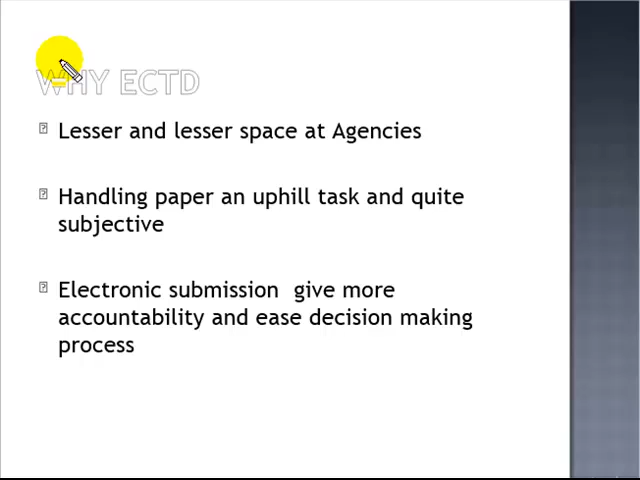 WHY ECTD
Lesser and lesser space at Agencies
Handling paper an uphill task and quite
subjective
Electronic submission  give more
accountability and ease decision making
process